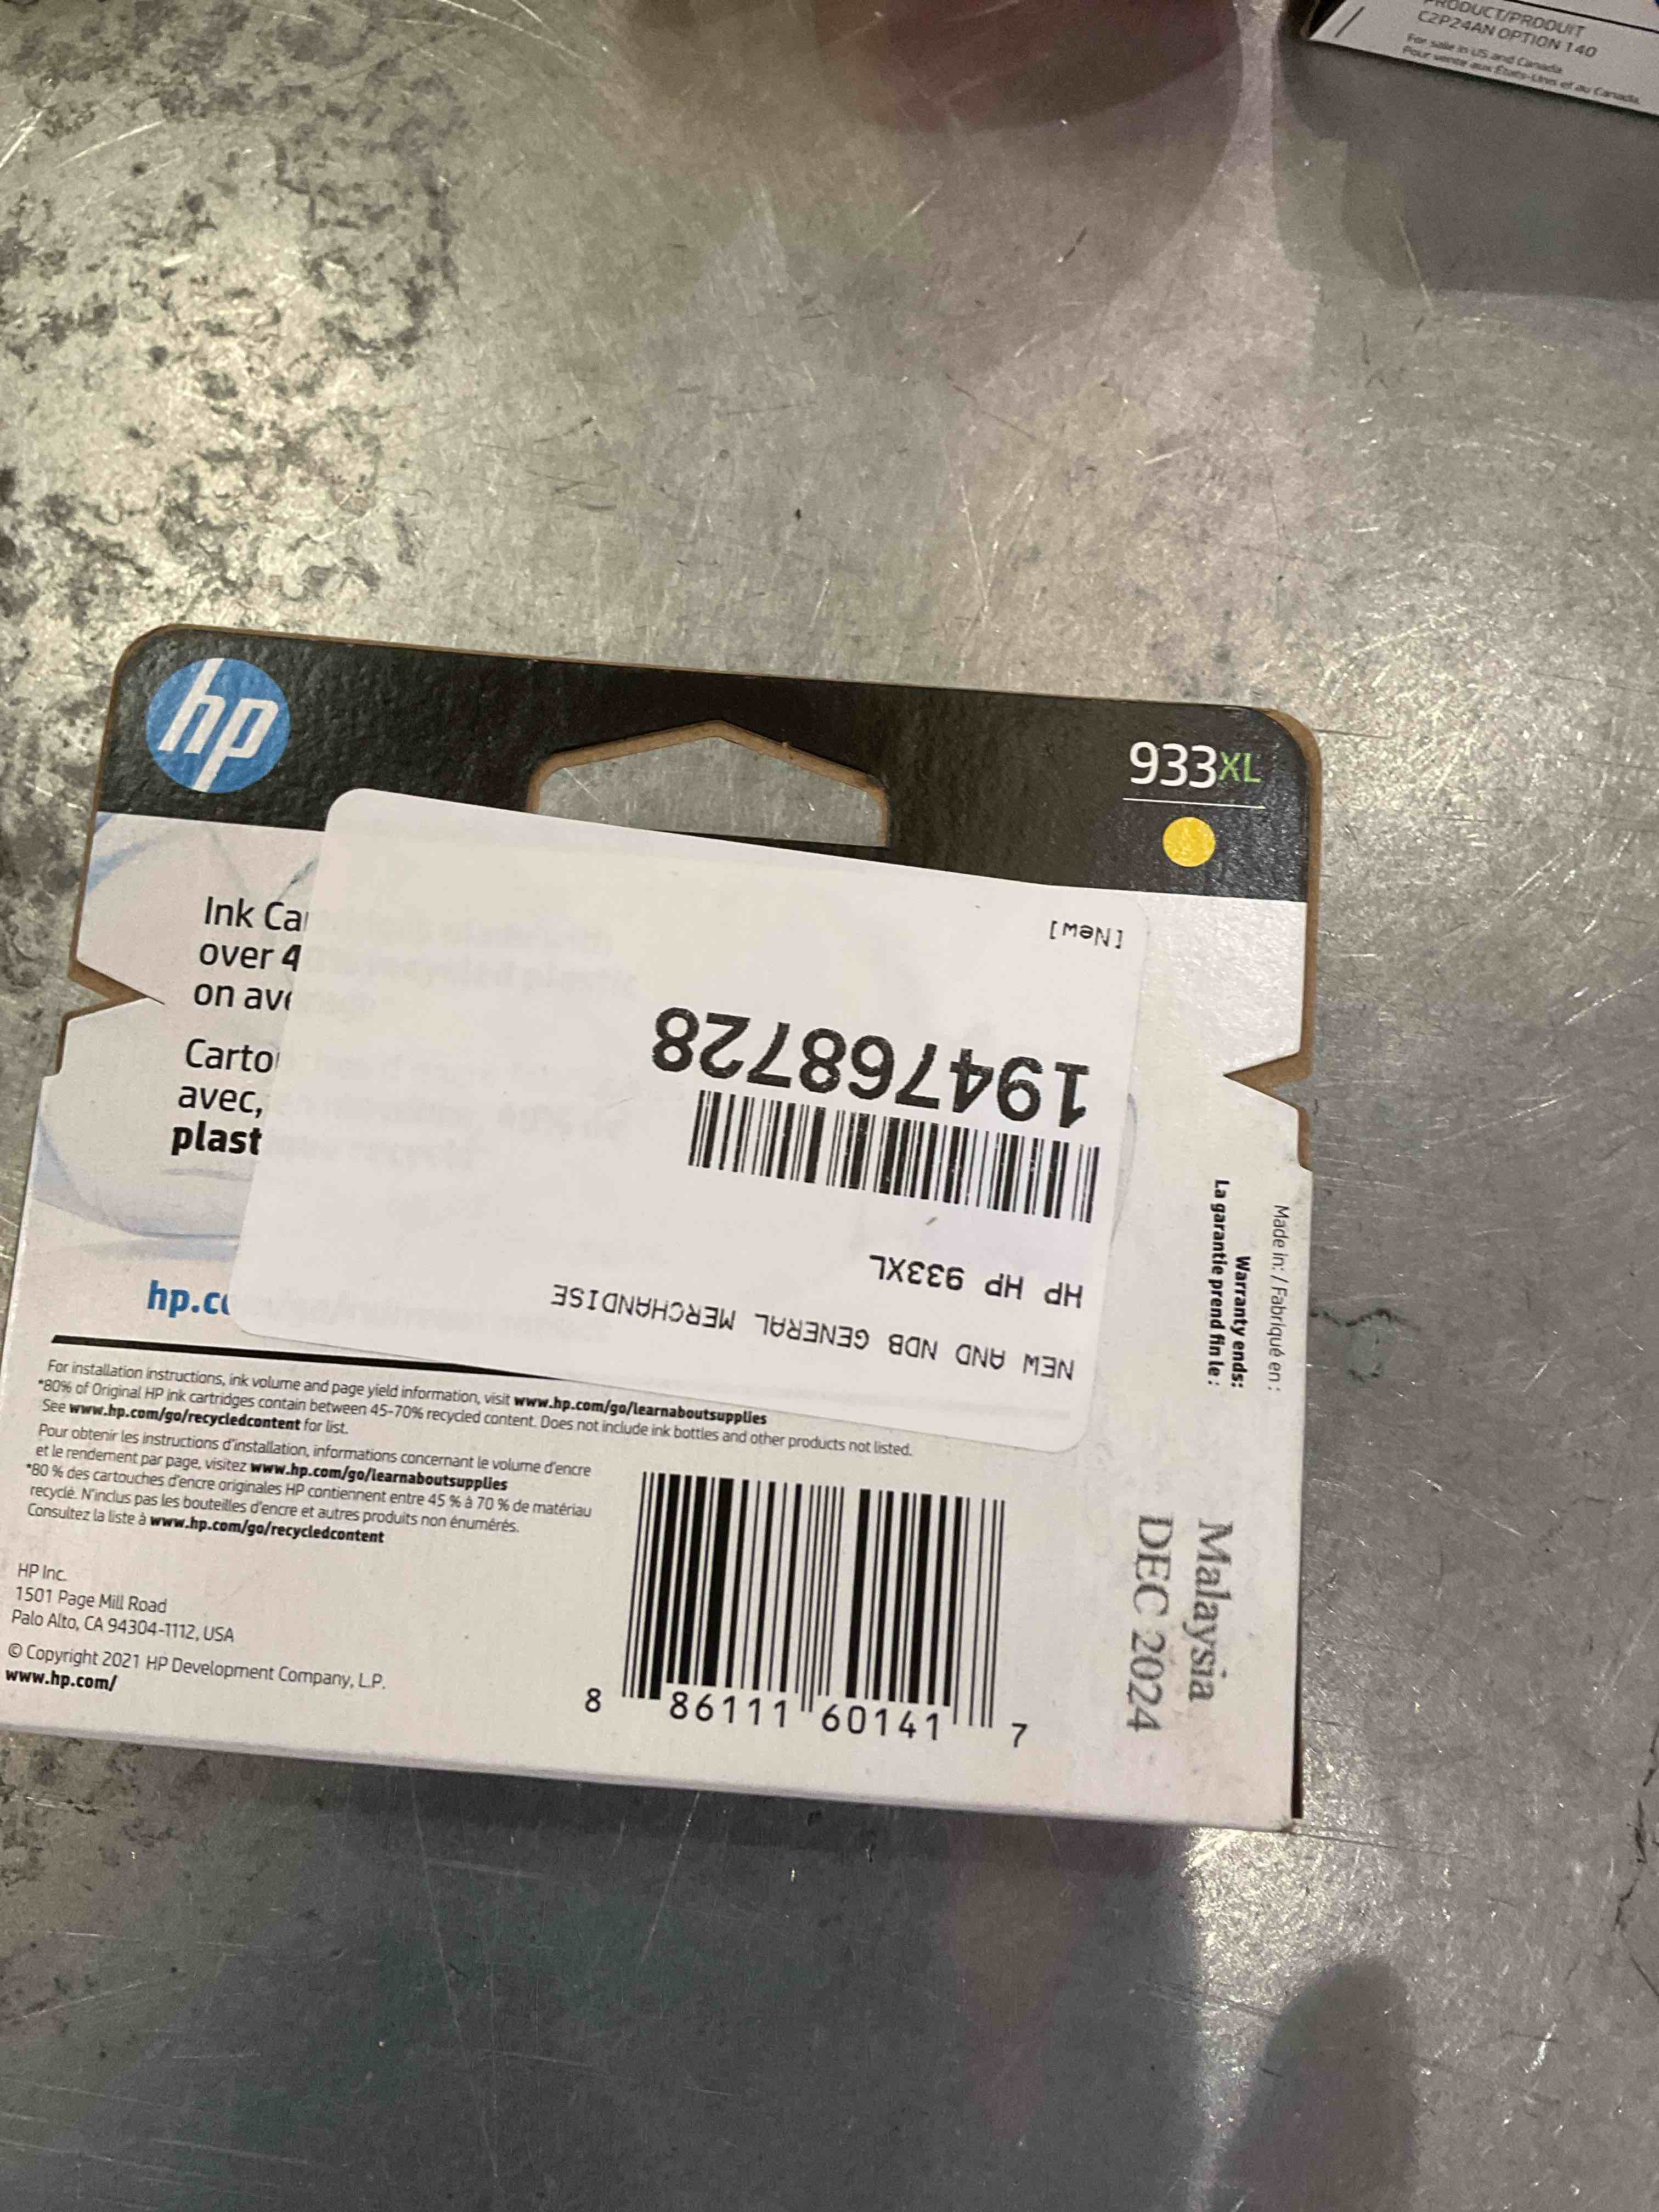 PRODUCT/PRODUIT
C2P24AN OPTION 140
For sale in US and Canada
Pour vente aux États-Unis et au Canada
hp
933XL
Ink Ca
over 4
on av
Carto
avec,
plast
hp.c
[New]
194768728
HP HP 933XL
NEW AND NDB GENERAL MERCHANDISE
Made in: / Fabriqué en :
Warranty ends:
La garantie prend fin le :
Malaysia
DEC 2024
For installation instructions, ink volume and page yield information, visit www.hp.com/go/learnaboutsupplies
*80% of Original HP ink cartridges contain between 45-70% recycled content. Does not include ink bottles and other products not listed.
See www.hp.com/go/recycledcontent for list.
Pour obtenir les instructions d'installation, informations concernant le volume d'encre
et le rendement par page, visitez www.hp.com/go/learnaboutsupplies
*80 % des cartouches d'encre originales HP contiennent entre 45 % à 70 % de matériau
recyclé. N'inclus pas les bouteilles d'encre et autres produits non énumérés.
Consultez la liste à www.hp.com/go/recycledcontent
HP Inc.
1501 Page Mill Road
Palo Alto, CA 94304-1112, USA
© Copyright 2021 HP Development Company, L.P.
www.hp.com/
8 86111 60141 7